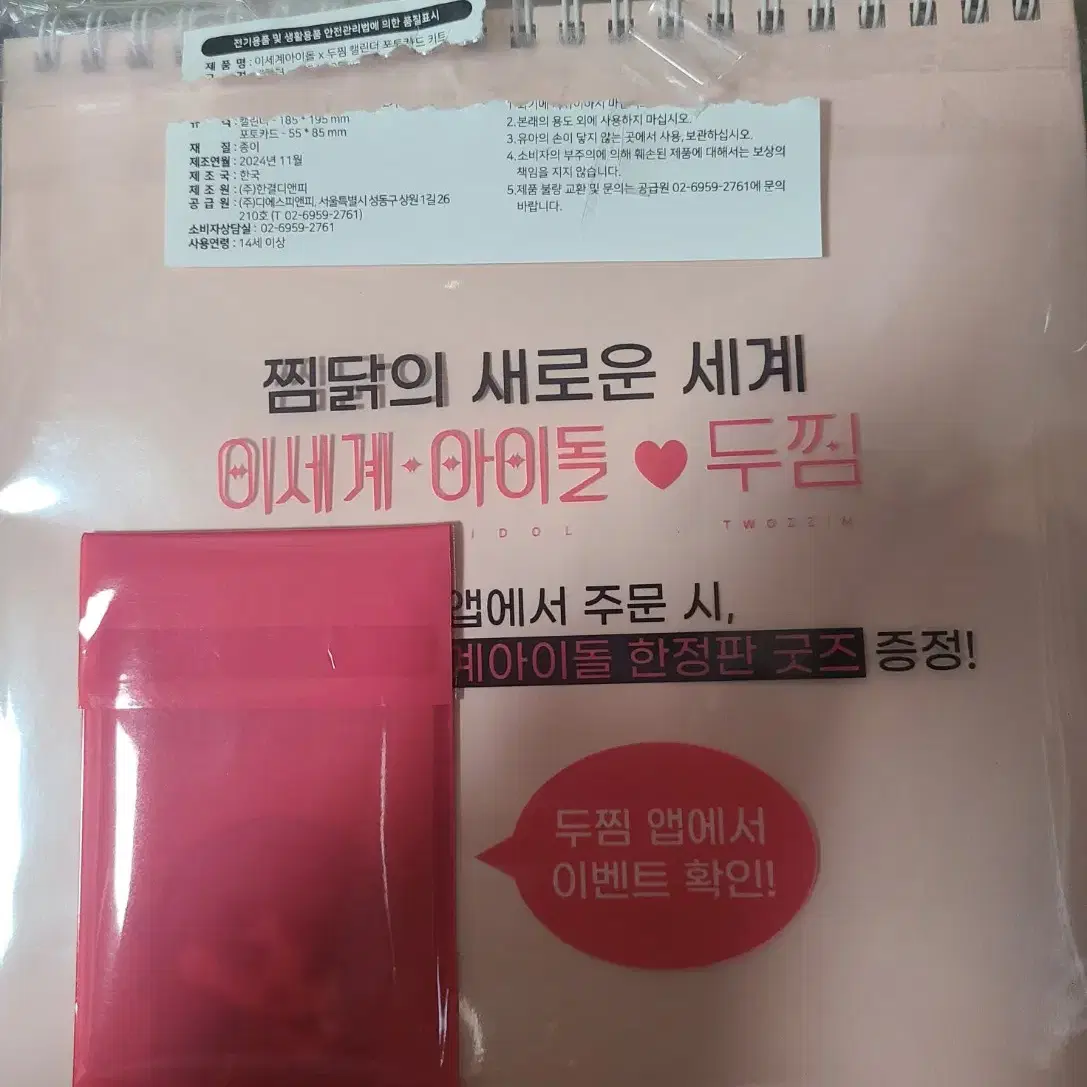 전기용품 및 생활용품 안전관리법에 의한 품질표시
제 품 명 : 이세계아이돌 x 두찜 캘린더 포토카드 키트
규 격 : 캘린더 - 185 * 195 mm
포토카드 - 55 * 85 mm
재 질 : 종이
제조연월 : 2024년 11월
제 조 국 : 한국
제 조 원 : (주)한결디앤피
공 급 원 : (주)디에스피앤피, 서울특별시 성동구 상원 1길 26
210호 (T 02-6959-2761)
소비자상담실 : 02-6959-2761
사용연령 : 14세 이상
2.본래의 용도 외에 사용하지 마십시오.
3.유아의 손이 닿지 않는 곳에서 사용, 보관하십시오.
4.소비자의 부주의에 의해 훼손된 제품에 대해서는 보상의
책임을 지지 않습니다.
5.제품 불량 교환 및 문의는 공급원 02-6959-2761에 문의
바랍니다.
찜닭의 새로운 세계
이세계아이돌 ♥ 두찜
IDOL TWOZZIM
앱에서 주문 시,
계아이돌 한정판 굿즈 증정!
두찜 앱에서
이벤트 확인!